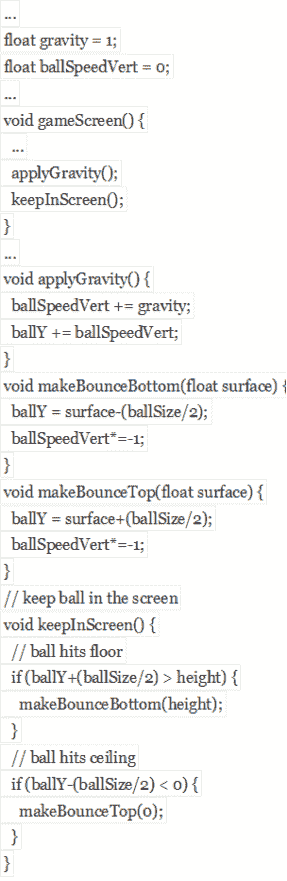 ...
float gravity = 1;
float ballSpeedVert = 0;
...
void gameScreen() {
  ...
  applyGravity();
  keepInScreen();
}
...
void applyGravity() {
  ballSpeedVert += gravity;
  ballY += ballSpeedVert;
}
void makeBounceBottom(float surface) {
  ballY = surface-(ballSize/2);
  ballSpeedVert*=-1;
}
void makeBounceTop(float surface) {
  ballY = surface+(ballSize/2);
  ballSpeedVert*=-1;
}
// keep ball in the screen
void keepInScreen() {
  // ball hits floor
  if (ballY+(ballSize/2) > height) {
    makeBounceBottom(height);
  }
  // ball hits ceiling
  if (ballY-(ballSize/2) < 0) {
    makeBounceTop(0);
  }
}